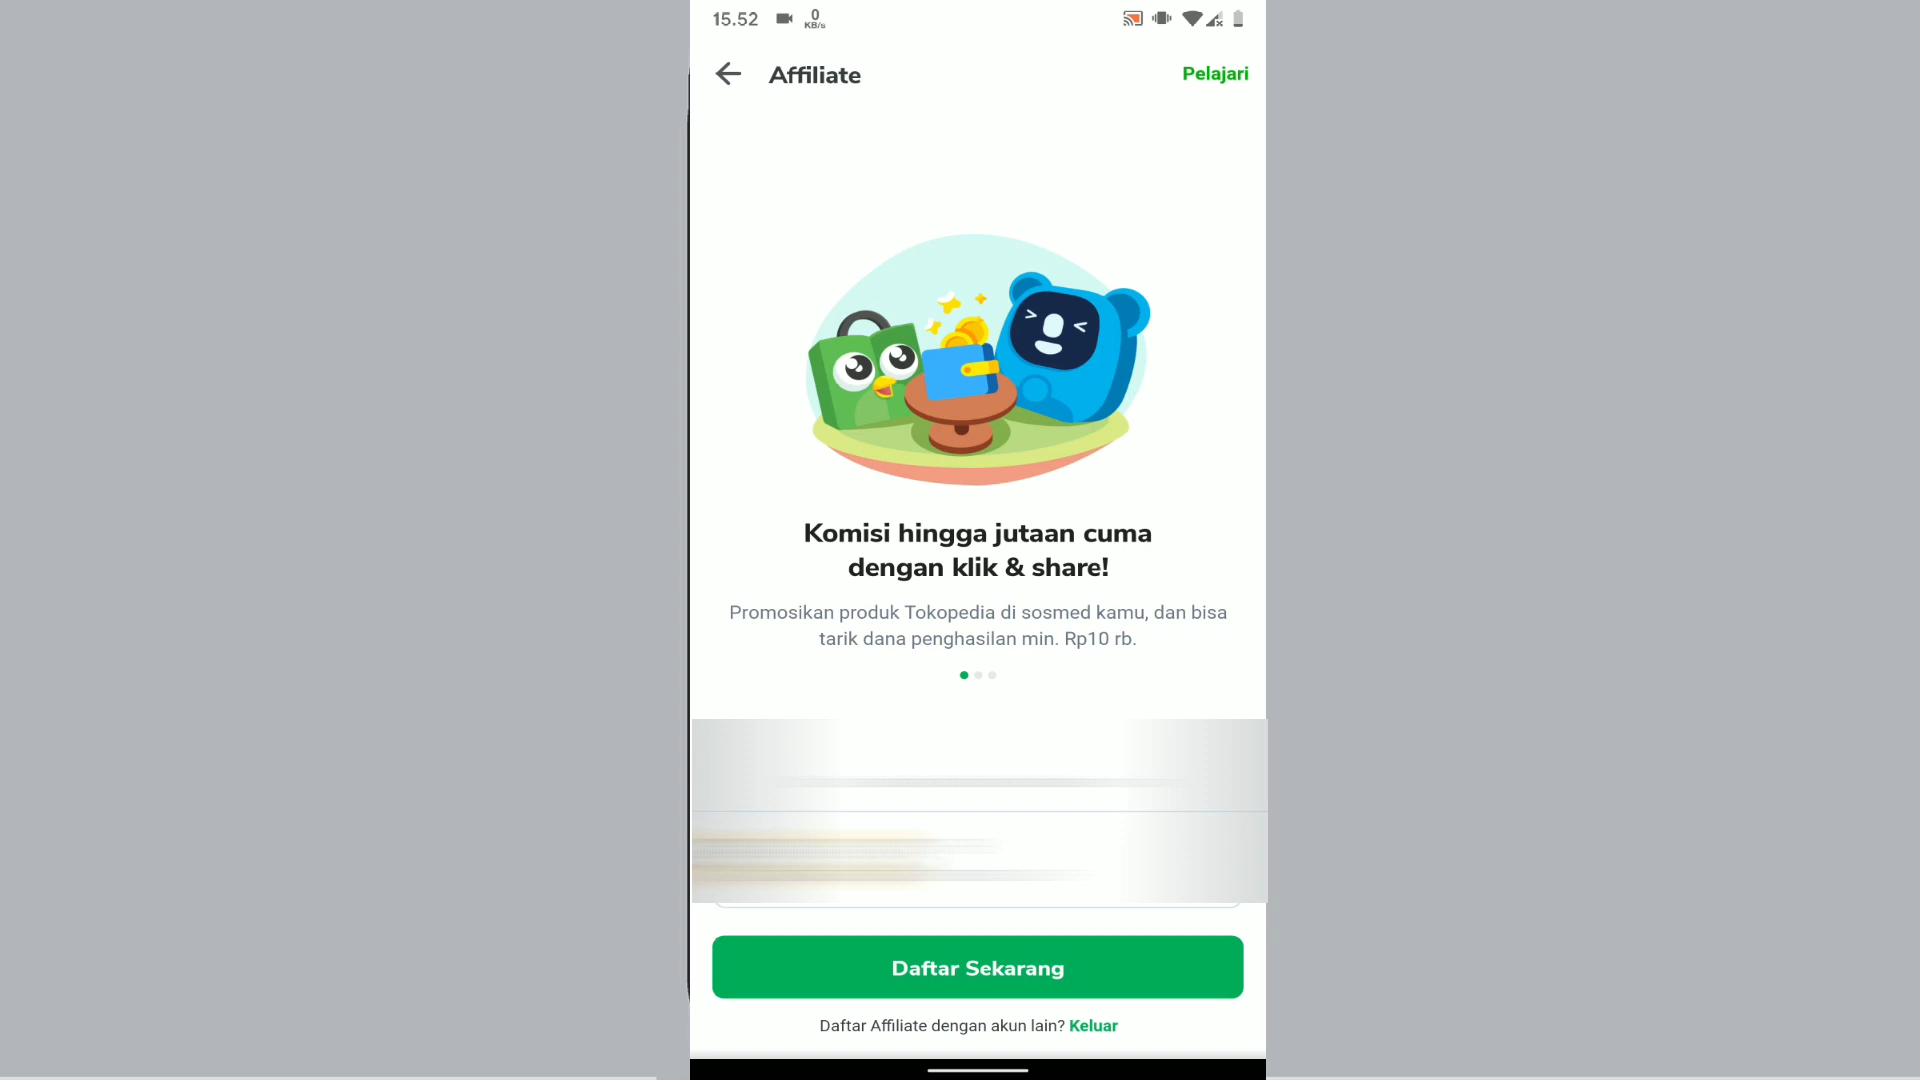 15.52
0
KB/s
Affiliate
Pelajari
Komisi hingga jutaan cuma
dengan klik & share!
Promosikan produk Tokopedia di sosmed kamu, dan bisa
tarik dana penghasilan min. Rp10 rb.
Daftar Sekarang
Daftar Affiliate dengan akun lain? Keluar